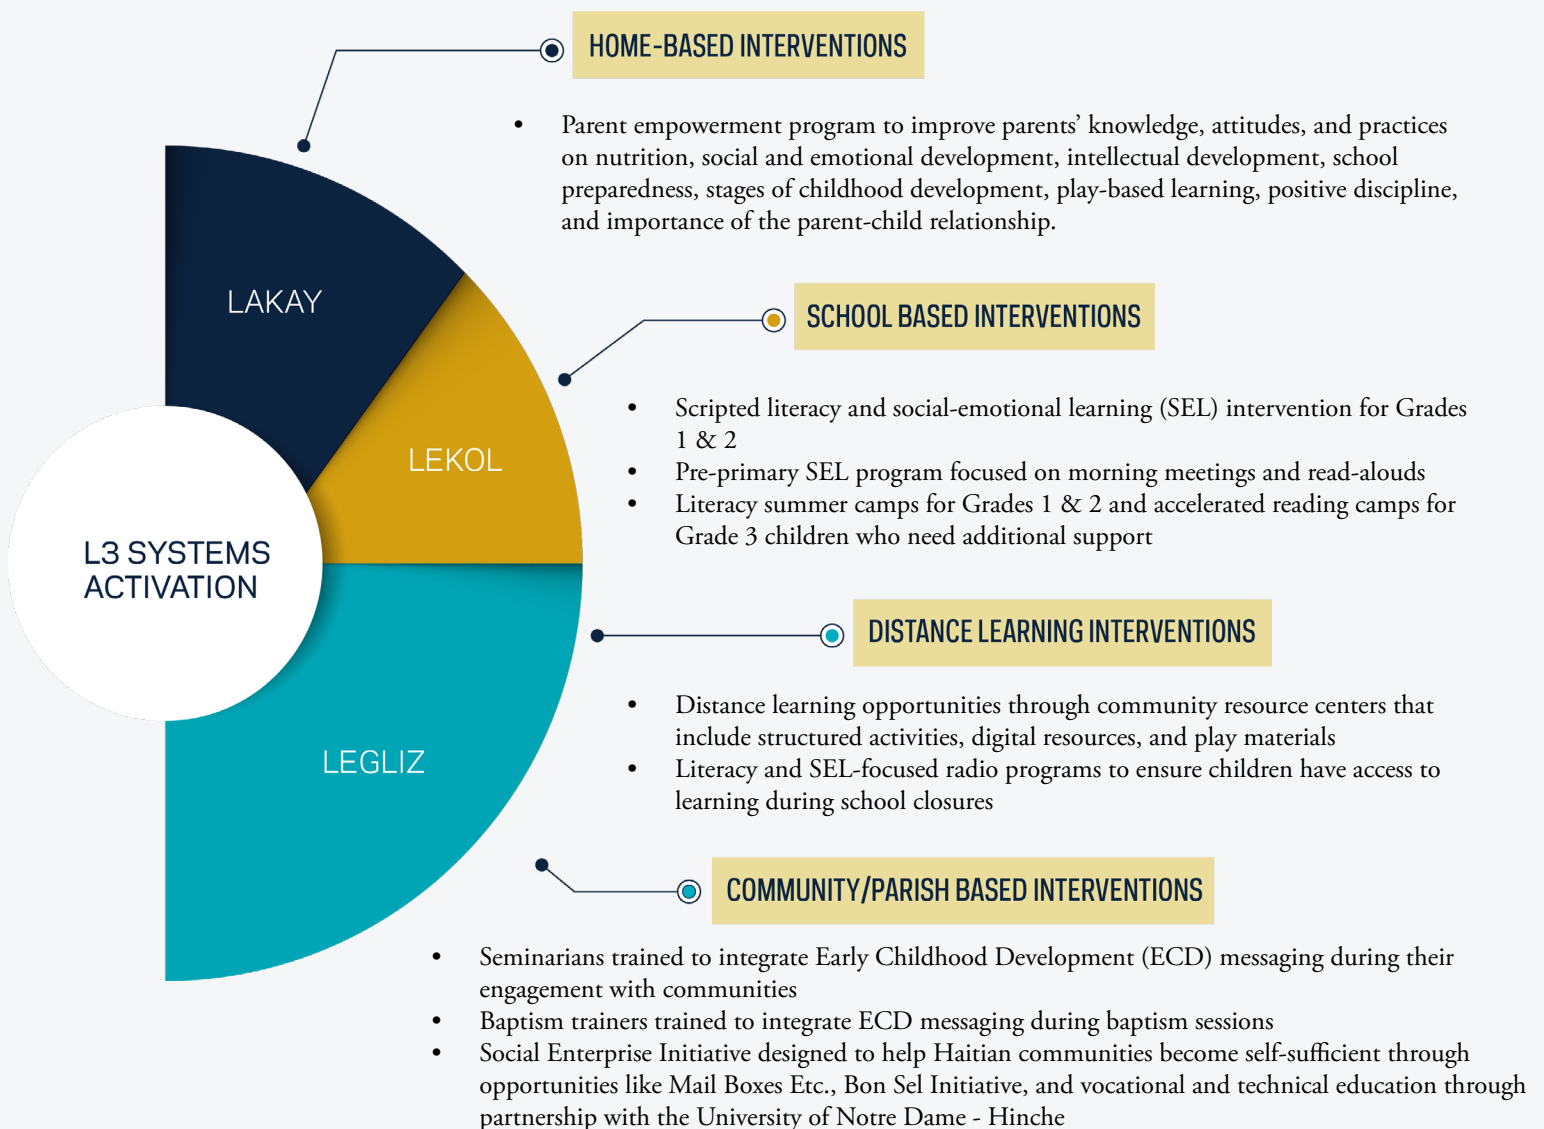 HOME-BASED INTERVENTIONS
• Parent empowerment program to improve parents’ knowledge, attitudes, and practices
on nutrition, social and emotional development, intellectual development, school
preparedness, stages of childhood development, play-based learning, positive discipline,
and importance of the parent-child relationship.
LAKAY
SCHOOL BASED INTERVENTIONS
• Scripted literacy and social-emotional learning (SEL) intervention for Grades
1 & 2
• Pre-primary SEL program focused on morning meetings and read-alouds
• Literacy summer camps for Grades 1 & 2 and accelerated reading camps for
Grade 3 children who need additional support
LEKOL
L3 SYSTEMS
ACTIVATION
DISTANCE LEARNING INTERVENTIONS
• Distance learning opportunities through community resource centers that
include structured activities, digital resources, and play materials
• Literacy and SEL-focused radio programs to ensure children have access to
learning during school closures
LEGLIZ
COMMUNITY/PARISH BASED INTERVENTIONS
• Seminarians trained to integrate Early Childhood Development (ECD) messaging during their
engagement with communities
• Baptism trainers trained to integrate ECD messaging during baptism sessions
• Social Enterprise Initiative designed to help Haitian communities become self-sufficient through
opportunities like Mail Boxes Etc., Bon Sel Initiative, and vocational and technical education through
partnership with the University of Notre Dame - Hinche